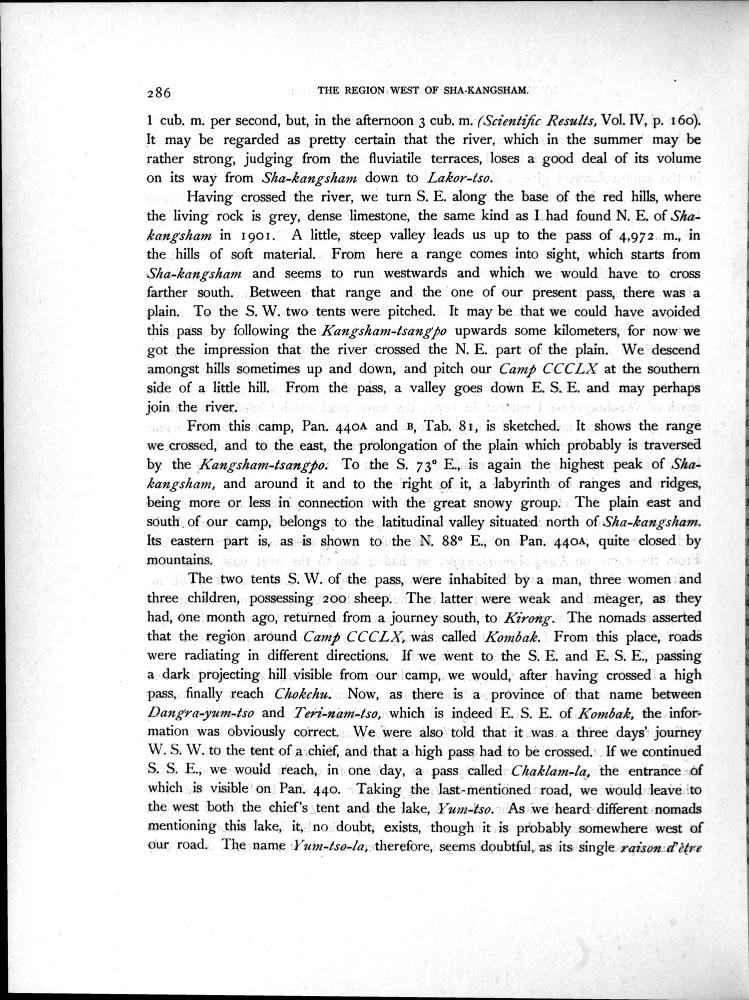 286
THE REGION WEST OF SHA-KANGSHAM.
1 cub. m. per second, but, in the afternoon 3 cub. m. (Scientific Results, Vol. IV, p. 160).
It may be regarded as pretty certain that the river, which in the summer may be
rather strong, judging from the fluviatile terraces, loses a good deal of its volume
on its way from Sha-kangsham down to Lakor-tso.
Having crossed the river, we turn S. E. along the base of the red hills, where
the living rock is grey, dense limestone, the same kind as I had found N. E. of Sha-
kangsham in 1901. A little, steep valley leads us up to the pass of 4,972 m., in
the hills of soft material. From here a range comes into sight, which starts from
Sha-kangsham and seems to run westwards and which we would have to cross
farther south. Between that range and the one of our present pass, there was a
plain. To the S. W. two tents were pitched. It may be that we could have avoided
this pass by following the Kangsham-tsangpo upwards some kilometers, for now we
got the impression that the river crossed the N. E. part of the plain. We descend
amongst hills sometimes up and down, and pitch our Camp CCCLX at the southern
side of a little hill. From the pass, a valley goes down E. S. E. and may perhaps
join the river.
From this camp, Pan. 440A and B, Tab. 81, is sketched. It shows the range
we crossed, and to the east, the prolongation of the plain which probably is traversed
by the Kangsham-tsangpo. To the S. 73° E., is again the highest peak of Sha-
kangsham, and around it and to the right of it, a labyrinth of ranges and ridges,
being more or less in connection with the great snowy group. The plain east and
south of our camp, belongs to the latitudinal valley situated north of Sha-kangsham.
Its eastern part is, as is shown to the N. 88° E., on Pan. 440A, quite closed by
mountains.
The two tents S. W. of the pass, were inhabited by a man, three women and
three children, possessing 200 sheep. The latter were weak and meager, as they
had, one month ago, returned from a journey south, to Kirong. The nomads asserted
that the region around Camp CCCLX, was called Kombak. From this place, roads
were radiating in different directions. If we went to the S. E. and E. S. E., passing
a dark projecting hill visible from our camp, we would, after having crossed a high
pass, finally reach Chokchu. Now, as there is a province of that name between
Dangra-yum-tso and Teri-nam-tso, which is indeed E. S. E. of Kombak, the infor-
mation was obviously correct. We were also told that it was a three days' journey
W. S. W. to the tent of a chief, and that a high pass had to be crossed. If we continued
S. S. E., we would reach, in one day, a pass called Chaklam-la, the entrance of
which is visible on Pan. 440. Taking the last-mentioned road, we would leave to
the west both the chief's tent and the lake, Yum-tso. As we heard different nomads
mentioning this lake, it, no doubt, exists, though it is probably somewhere west of
our road. The name Yum-tso-la, therefore, seems doubtful, as its single raison d'être